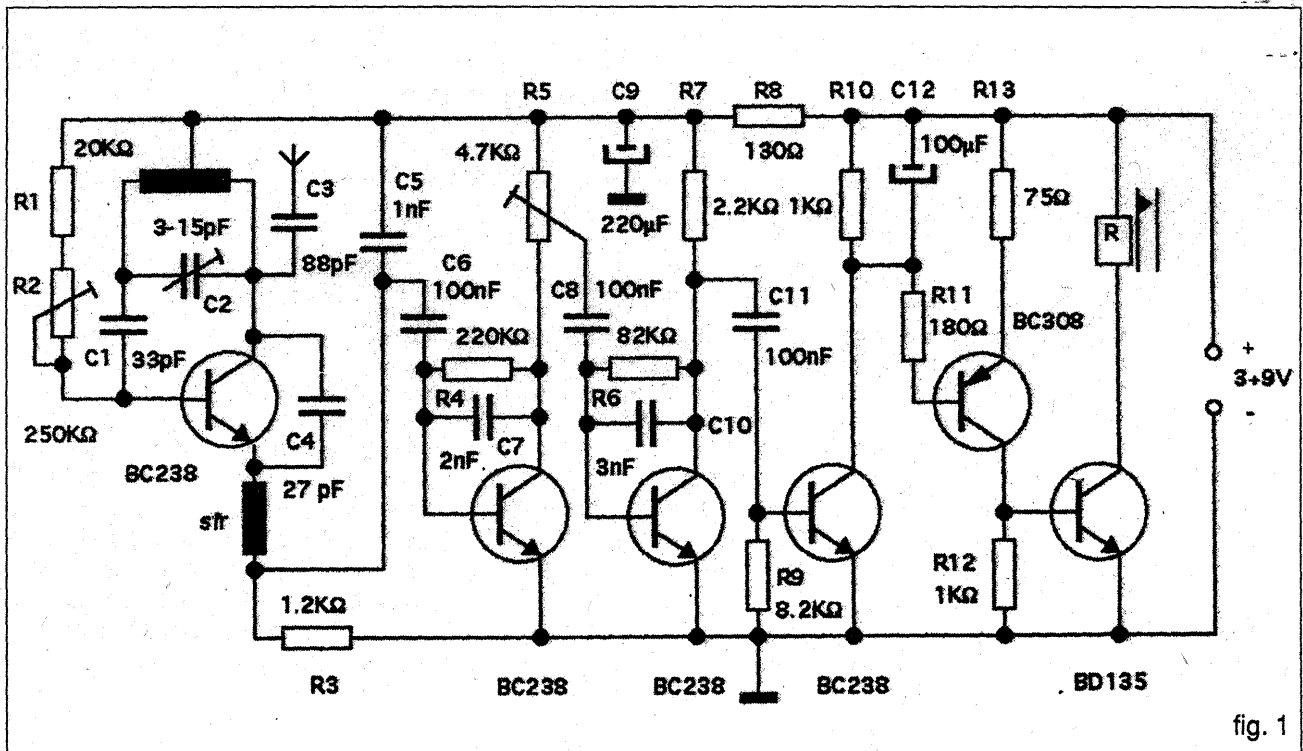 R5
C9
R7
R8
R10
C12
R13
20KΩ
4.7KΩ
130Ω
100µF
R1
C3
C5
1nF
2.2KΩ
1KΩ
75Ω
3-15pF
220µF
R
R2
88pF
C6
100nF
C8
100nF
C11
R11
180Ω
BC308
C2
C1
33pF
220KΩ
82KΩ
100nF
+
3+9V
-
250KΩ
C4
R4
C7
R6
C10
BC238
27 pF
2nF
3nF
sfr
R9
8.2KΩ
R12
1KΩ
1.2KΩ
R3
BC238
BC238
BC238
BD135
fig. 1